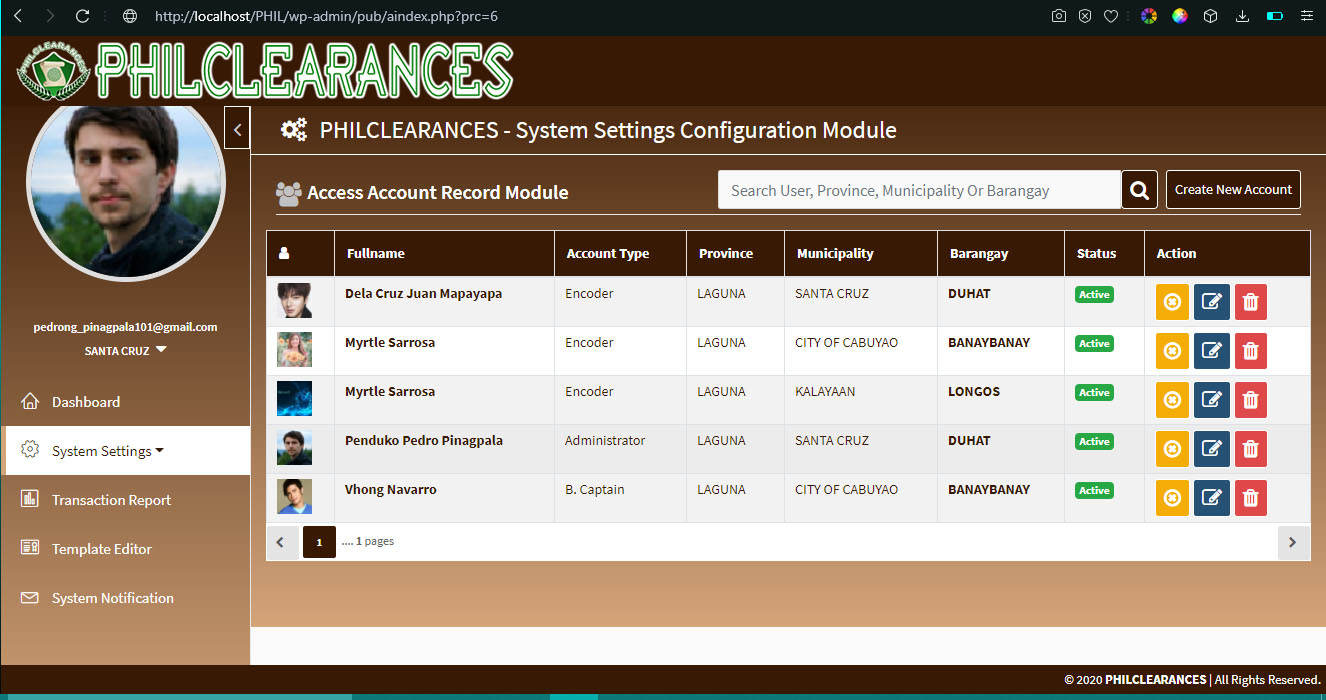 http://localhost/PHIL/wp-admin/pub/aindex.php?prc=6
PHILCLEARANCES
PHILCLEARANCES
PHILCLEARANCES - System Settings Configuration Module
Access Account Record Module
Search User, Province, Municipality Or Barangay
Create New Account
pedrong_pinagpala101@gmail.com
SANTA CRUZ
Dashboard
System Settings
Transaction Report
Template Editor
System Notification
Fullname Account Type Province Municipality Barangay Status Action
Dela Cruz Juan Mapayapa Encoder LAGUNA SANTA CRUZ DUHAT Active
Myrtle Sarrosa Encoder LAGUNA CITY OF CABUYAO BANAYBANAY Active
Myrtle Sarrosa Encoder LAGUNA KALAYAAN LONGOS Active
Penduko Pedro Pinagpala Administrator LAGUNA SANTA CRUZ DUHAT Active
Vhong Navarro B. Captain LAGUNA CITY OF CABUYAO BANAYBANAY Active
1 .... 1 pages
© 2020 PHILCLEARANCES | All Rights Reserved.